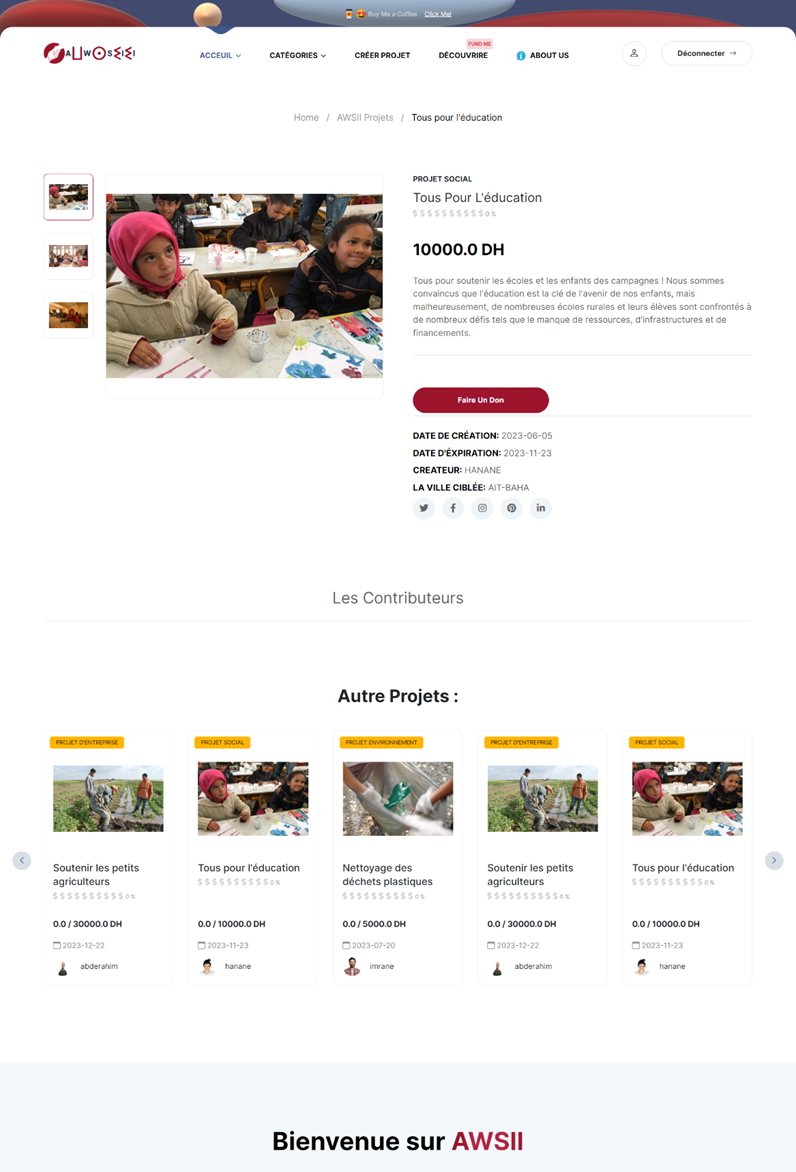 Buy Me a Coffee Click Me!
FUND ME
ACCEUIL CATÉGORIES CRÉER PROJET DÉCOUVRIRE ABOUT US Déconnecter →
Home / AWSII Projets / Tous pour l'éducation
PROJET SOCIAL
Tous Pour L'éducation
$ $ $ $ $ $ $ $ $ $ 0 %
10000.0 DH
Tous pour soutenir les écoles et les enfants des campagnes ! Nous sommes
convaincus que l'éducation est la clé de l'avenir de nos enfants, mais
malheureusement, de nombreuses écoles rurales et leurs élèves sont confrontés à
de nombreux défis tels que le manque de ressources, d'infrastructures et de
financements.
Faire Un Don
DATE DE CRÉATION: 2023-06-05
DATE D'ÉXPIRATION: 2023-11-23
CREATEUR: HANANE
LA VILLE CIBLÉE: AIT-BAHA
Les Contributeurs
Autre Projets :
PROJET D'ENTREPRISE
Soutenir les petits
agriculteurs
$ $ $ $ $ $ $ $ $ $ 0 %
0.0 / 30000.0 DH
2023-12-22
abderahim
PROJET SOCIAL
Tous pour l'éducation
$ $ $ $ $ $ $ $ $ $ 0 %
0.0 / 10000.0 DH
2023-11-23
hanane
PROJET ENVIRONNEMENT
Nettoyage des
déchets plastiques
$ $ $ $ $ $ $ $ $ $ 0 %
0.0 / 5000.0 DH
2023-07-20
imrane
PROJET D'ENTREPRISE
Soutenir les petits
agriculteurs
$ $ $ $ $ $ $ $ $ $ 0 %
0.0 / 30000.0 DH
2023-12-22
abderahim
PROJET SOCIAL
Tous pour l'éducation
$ $ $ $ $ $ $ $ $ $ 0 %
0.0 / 10000.0 DH
2023-11-23
hanane
Bienvenue sur AWSII